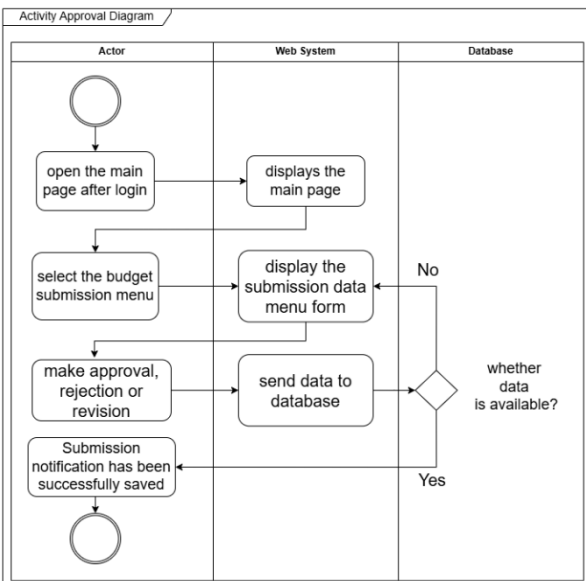 Activity Approval Diagram
Actor
Web System
Database
open the main
page after login
displays the
main page
select the budget
submission menu
display the
submission data
menu form
No
make approval,
rejection or
revision
send data to
database
whether
data
is available?
Submission
notification has been
successfully saved
Yes